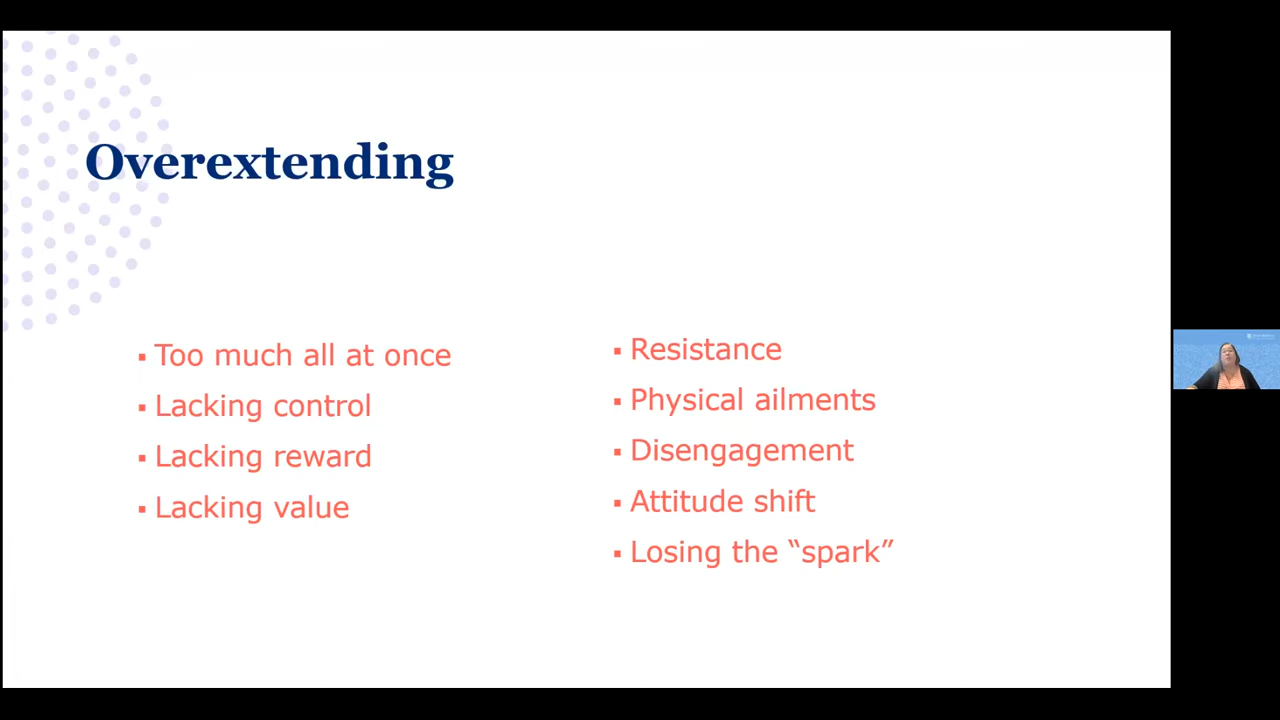 Overextending
▪ Too much all at once
▪ Lacking control
▪ Lacking reward
▪ Lacking value
▪ Resistance
▪ Physical ailments
▪ Disengagement
▪ Attitude shift
▪ Losing the “spark”